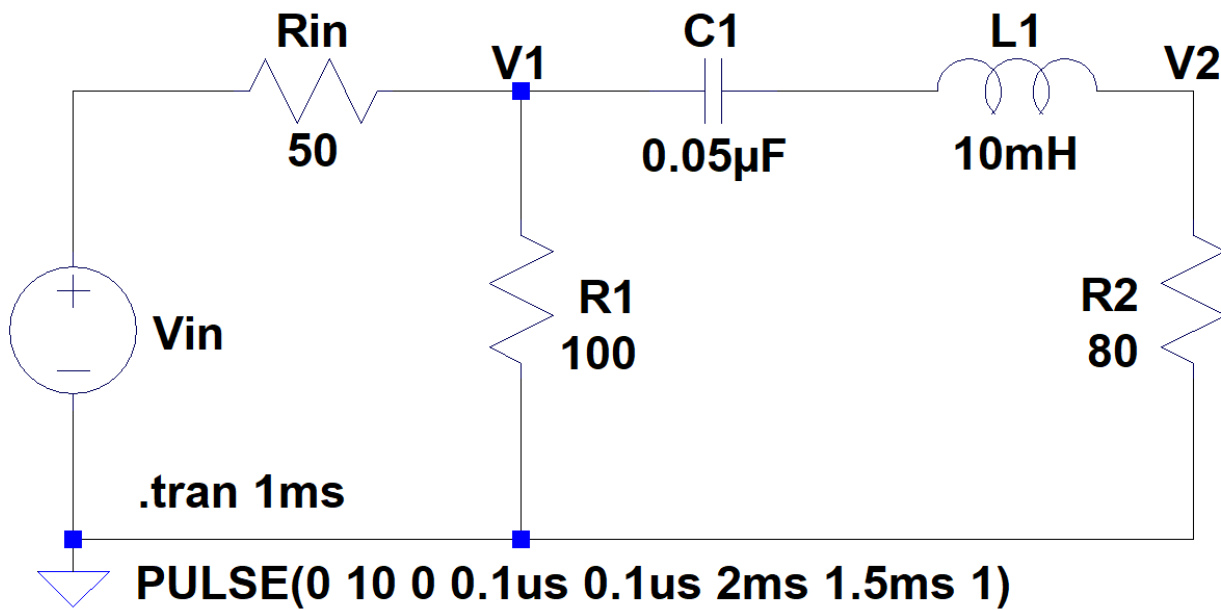 Rin
C1
L1
V1
V2
50
0.05µF
10mH
Vin
R1
100
R2
80
.tran 1ms
PULSE(0 10 0 0.1us 0.1us 2ms 1.5ms 1)